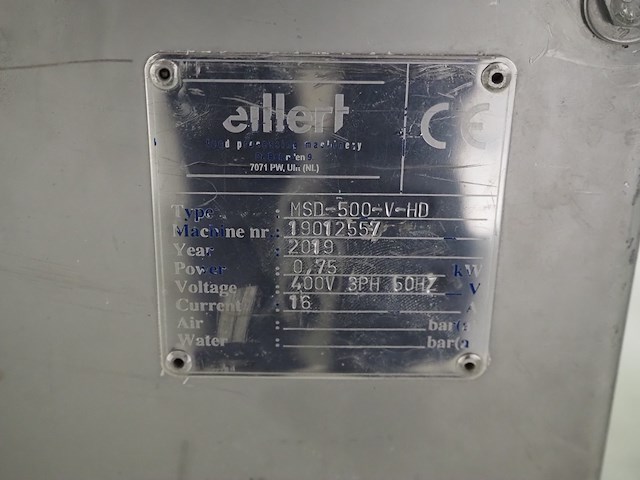 eillert
CE
food processing machinery
7071 PW, Ulft (NL)
Type : MSD-500-V-HD
Machine nr. : 19012557
Year : 2019
Power : 0,75 kW
Voltage : 400V 3PH 50HZ V
Current : 16
Air : bar(
Water : bar(